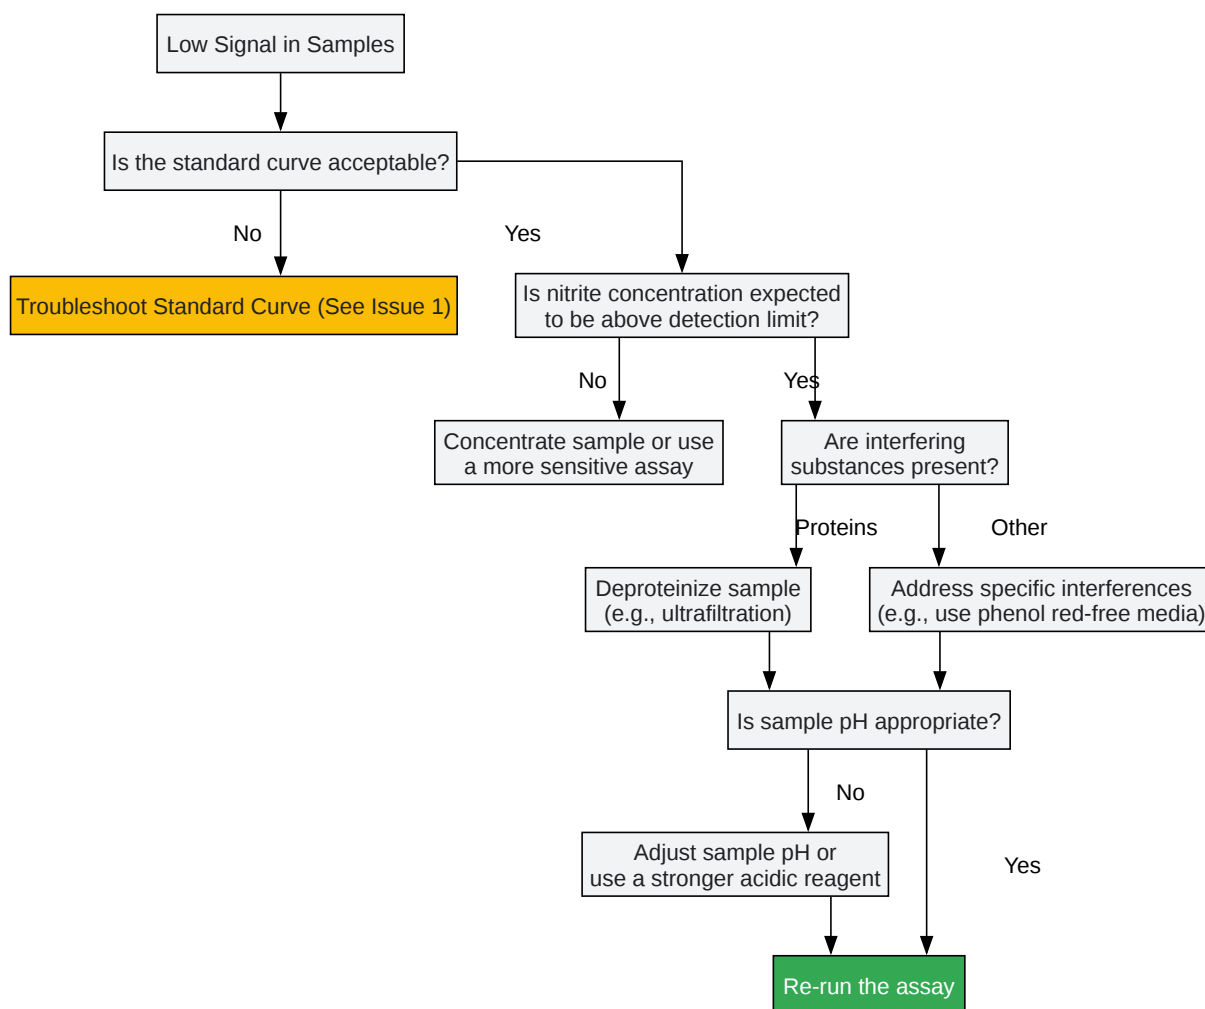 Low Signal in Samples
Is the standard curve acceptable?
No
Yes
Troubleshoot Standard Curve (See Issue 1)
Is nitrite concentration expected
to be above detection limit?
No
Yes
Concentrate sample or use
a more sensitive assay
Are interfering
substances present?
Proteins
Other
Deproteinize sample
(e.g., ultrafiltration)
Address specific interferences
(e.g., use phenol red-free media)
Is sample pH appropriate?
No
Adjust sample pH or
use a stronger acidic reagent
Yes
Re-run the assay